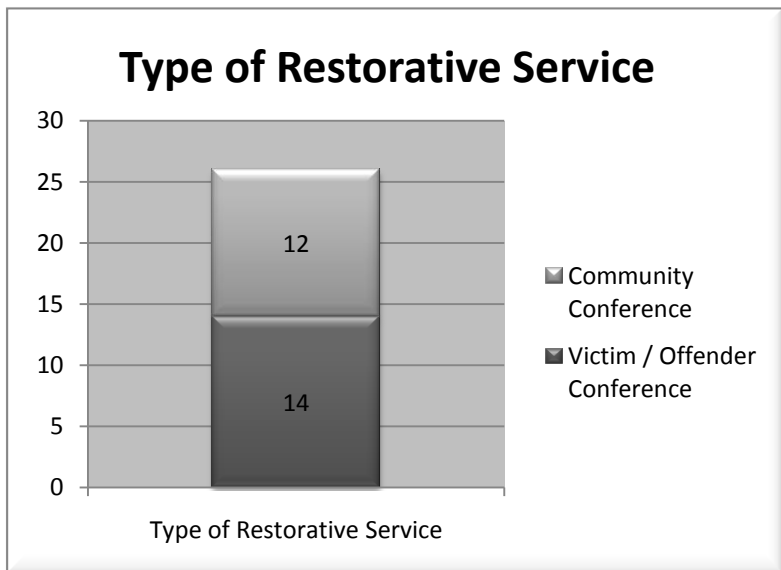 Type of Restorative Service
30
25
20
15
10
5
0
12
14
Type of Restorative Service
Community
Conference
Victim / Offender
Conference